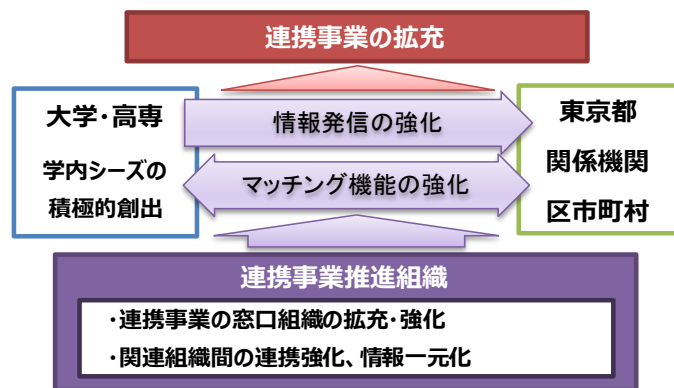 連携事業の拡充
大学・高専
学内シーズの
積極的創出
情報発信の強化
マッチング機能の強化
東京都
関係機関
区市町村
連携事業推進組織
・連携事業の窓口組織の拡充・強化
・関連組織間の連携強化、情報一元化